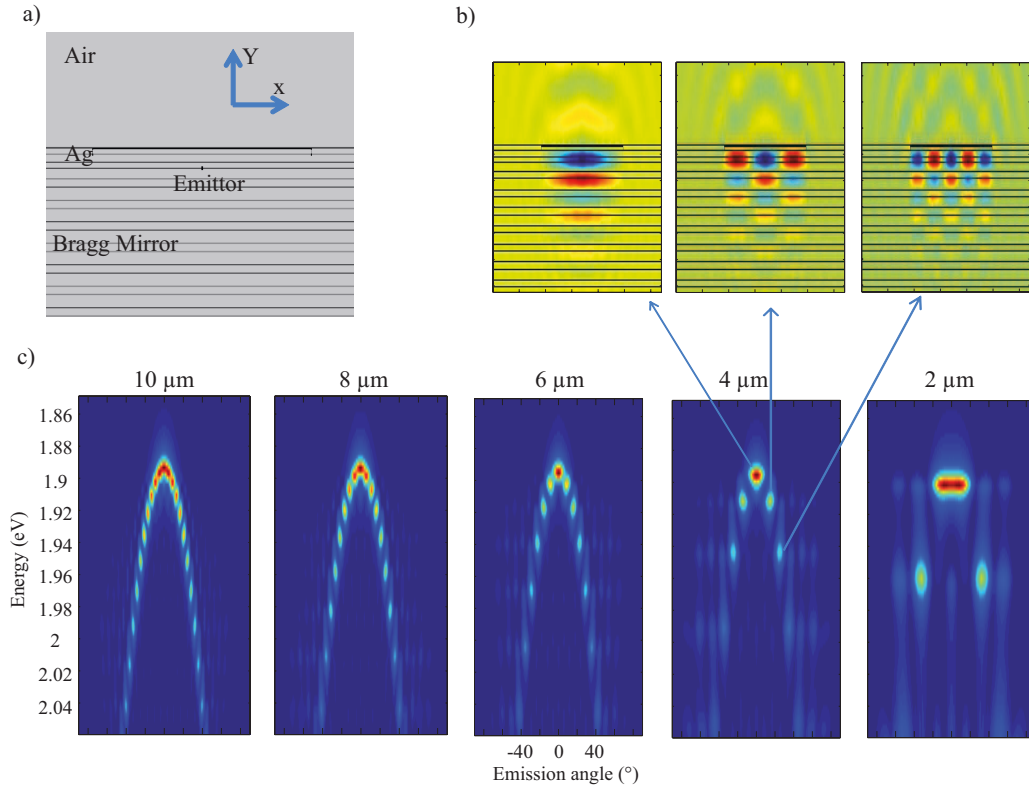 a)
Air
Y
x
Ag
Emittor
Bragg Mirror
b)
c)
10 µm
8 µm
6 µm
4 µm
2 µm
1.86
1.88
1.9
1.92
1.94
1.96
1.98
2
2.02
2.04
Energy (eV)
-40 0 40
Emission angle (°)